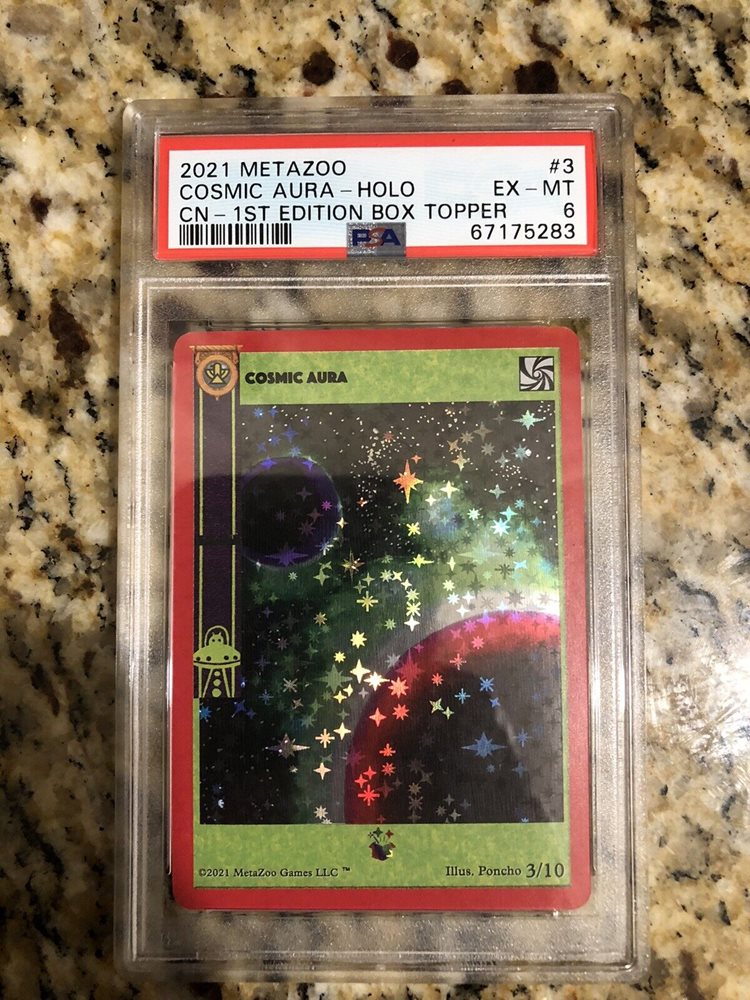 2021 METAZOO #3
COSMIC AURA - HOLO EX - MT
CN - 1ST EDITION BOX TOPPER 6
PSA 67175283
COSMIC AURA
©2021 MetaZoo Games LLC ™ Illus. Poncho 3/10